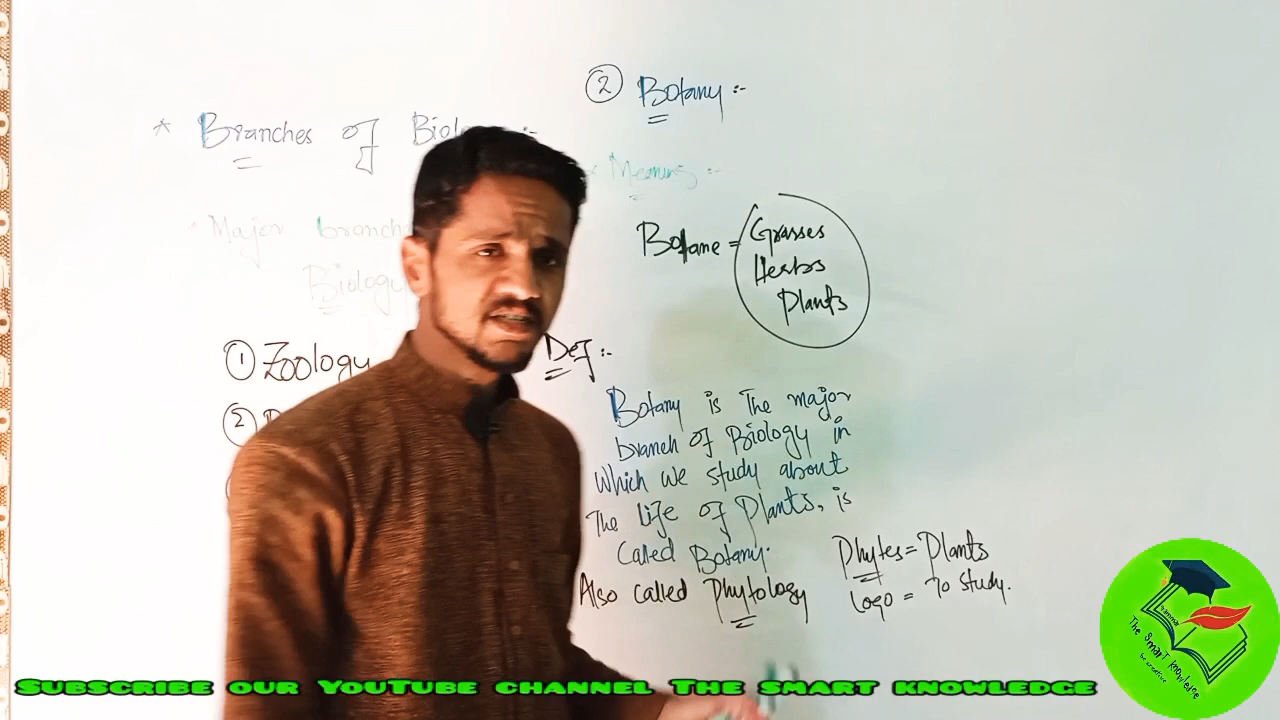 * Branches of Biol :-
Major branch
Biology
① Zoology
②
② Botany :-
* Meaning :-
Botane = Grasses
Herbs
Plants
Def :-
Botany is The major
branch of Biology in
Which we study about
The life of Plants, is
Called Botany.
Also called Phytology
Phytes = Plants
Logo = To study.
The Smart Knowledge
Subscribe our YouTube channel The smart knowledge